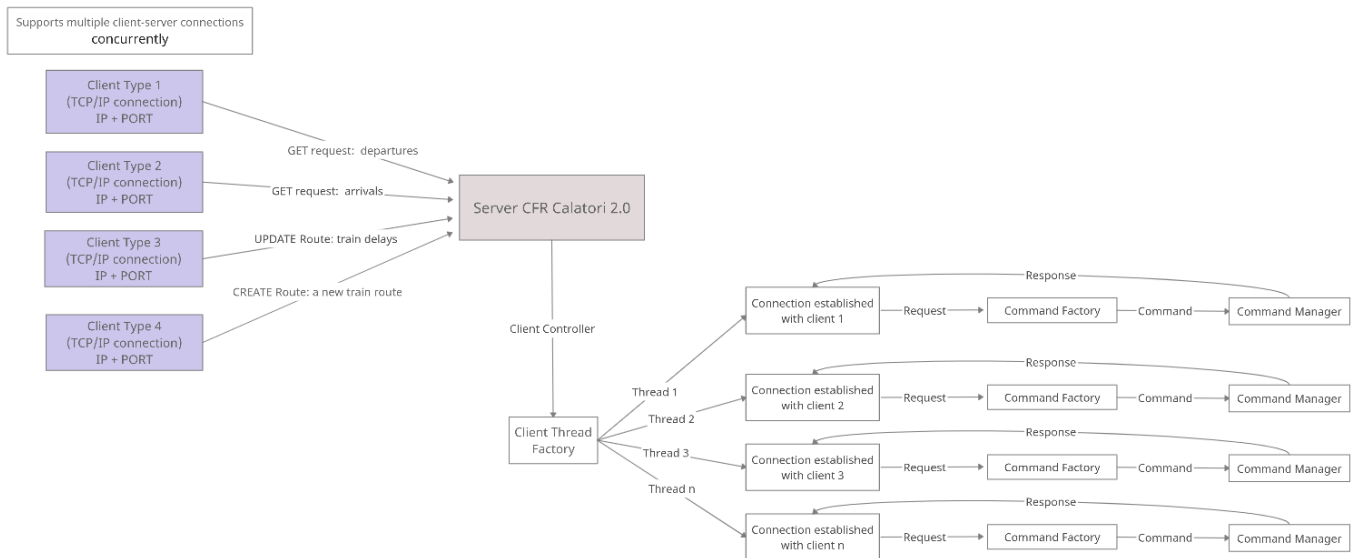 Supports multiple client-server connections
concurrently
Client Type 1
(TCP/IP connection)
IP + PORT
GET request:  departures
Client Type 2
(TCP/IP connection)
IP + PORT
GET request:  arrivals
Server CFR Calatori 2.0
Client Type 3
(TCP/IP connection)
IP + PORT
UPDATE Route: train delays
CREATE Route: a new train route
Client Type 4
(TCP/IP connection)
IP + PORT
Client Controller
Client Thread
Factory
Thread 1
Thread 2
Thread 3
Thread n
Response
Connection established
with client 1
Request
Command Factory
Command
Command Manager
Response
Connection established
with client 2
Request
Command Factory
Command
Command Manager
Response
Connection established
with client 3
Request
Command Factory
Command
Command Manager
Response
Connection established
with client n
Request
Command Factory
Command
Command Manager